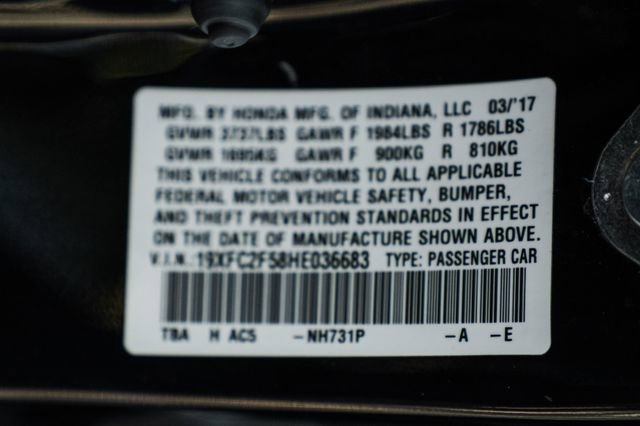 MFD. BY HONDA MFG. OF INDIANA, LLC 03/'17
GVWR 3737LBS GAWR F 1984LBS R 1786LBS
GVWR 1695KG GAWR F 900KG R 810KG
THIS VEHICLE CONFORMS TO ALL APPLICABLE
FEDERAL MOTOR VEHICLE SAFETY, BUMPER,
AND THEFT PREVENTION STANDARDS IN EFFECT
ON THE DATE OF MANUFACTURE SHOWN ABOVE.
V.I.N.: 19XFC2F58HE036683 TYPE: PASSENGER CAR
TBA H AC5 -NH731P -A -E